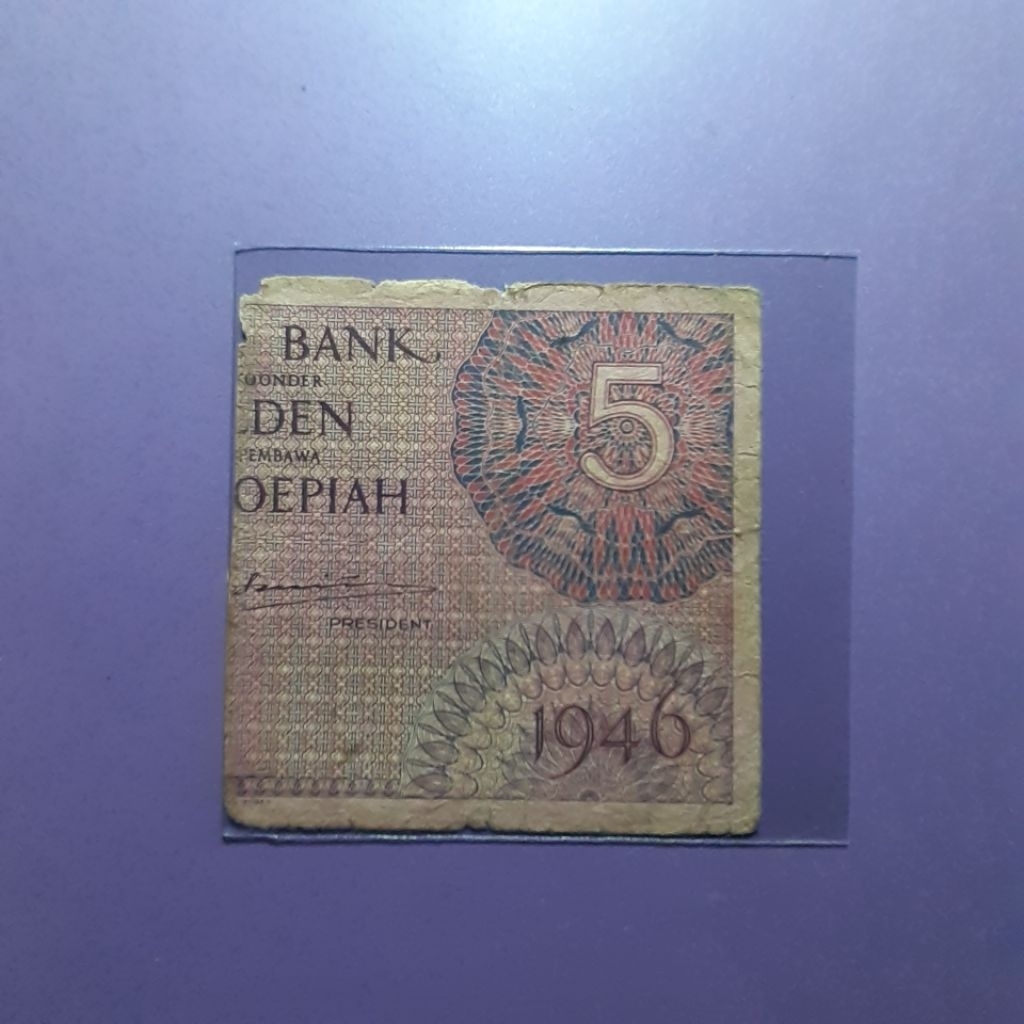 BANK
OONDER
DEN
EMBAWA
OEPIAH
PRESIDENT
5
1946